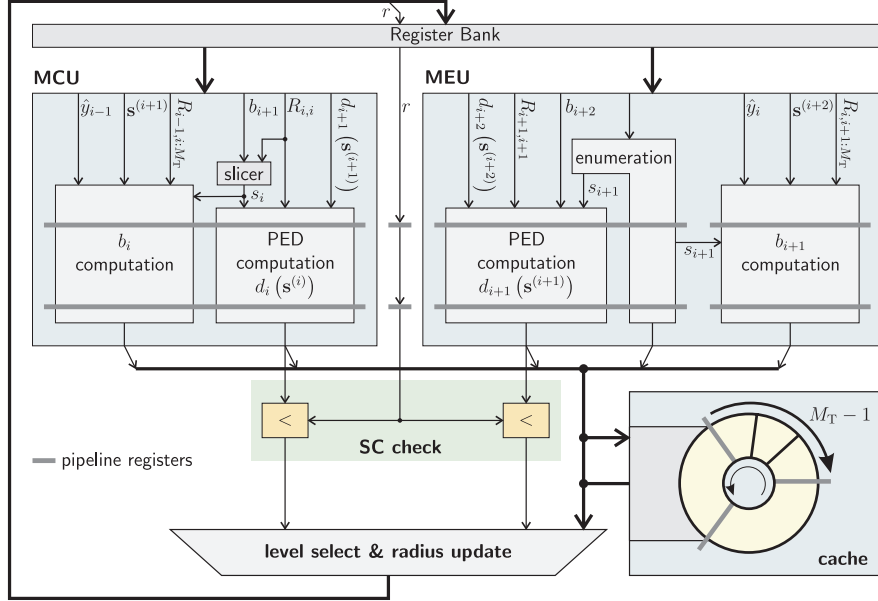 r
Register Bank
MCU
MEU
ŷ_{i−1}
s^{(i+1)}
R_{i−1,i:M_T}
b_{i+1}
R_{i,i}
d_{i+1} (s^{(i+1)})
r
d_{i+2} (s^{(i+2)})
R_{i+1,i+1}
b_{i+2}
ŷ_i
s^{(i+2)}
R_{i,i+1:M_T}
slicer
enumeration
s_i
s_{i+1}
b_i
computation
PED
computation
d_i (s^{(i)})
PED
computation
d_{i+1} (s^{(i+1)})
s_{i+1}
b_{i+1}
computation
<
<
SC check
M_T − 1
pipeline registers
level select & radius update
cache